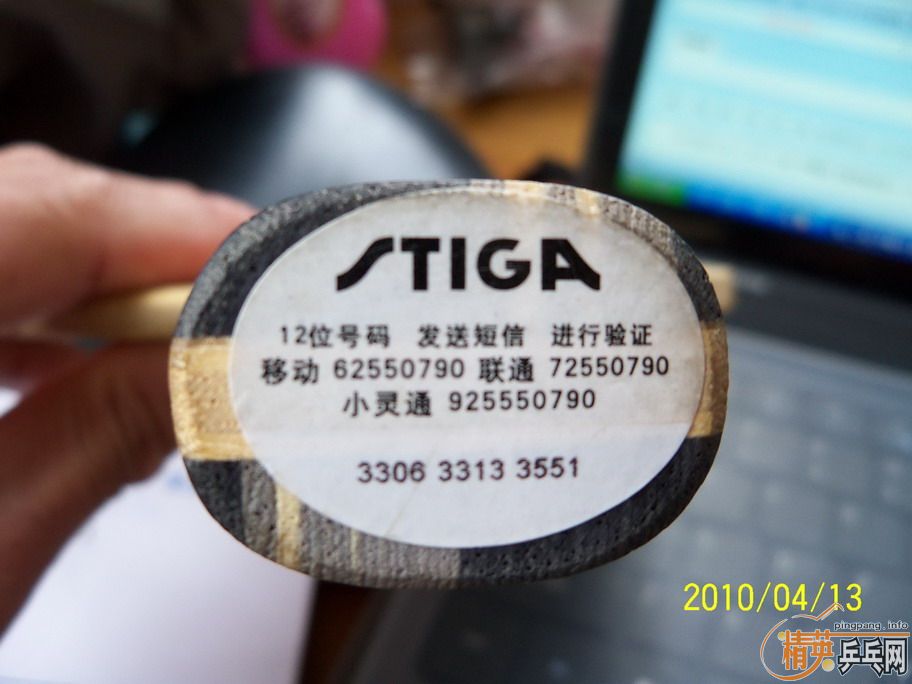 STIGA
12位号码 发送短信 进行验证
移动 62550790 联通 72550790
小灵通 925550790
3306 3313 3551
2010/04/13
pingpang.info
精英乒乓网